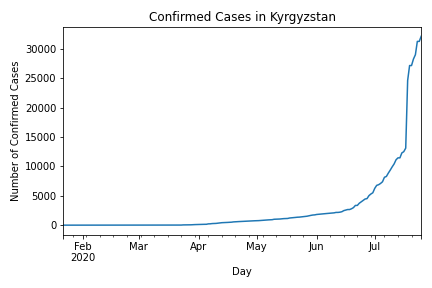 Confirmed Cases in Kyrgyzstan
Number of Confirmed Cases
30000
25000
20000
15000
10000
5000
0
Feb Mar Apr May Jun Jul
2020
Day